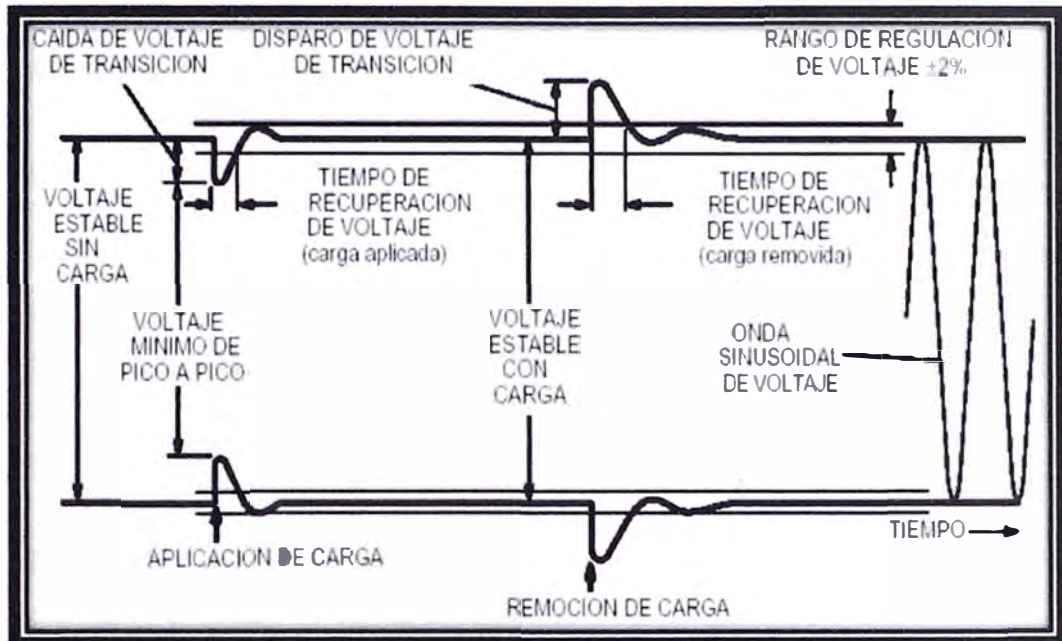 CAIDA DE VOLTAJE
DE TRANSICION
DISPARO DE VOLTAJE
DE TRANSICION
RANGO DE REGULACION
DE VOLTAJE ±2%
VOLTAJE
ESTABLE
SIN
CARGA
TIEMPO DE
RECUPERACION
DE VOLTAJE
(carga aplicada)
TIEMPO DE
RECUPERACION
DE VOLTAJE
(carga removida)
VOLTAJE
MINIMO DE
PICO A PICO
VOLTAJE
ESTABLE
CON
CARGA
ONDA
SINUSOIDAL
DE VOLTAJE
TIEMPO
APLICACION DE CARGA
REMOCION DE CARGA